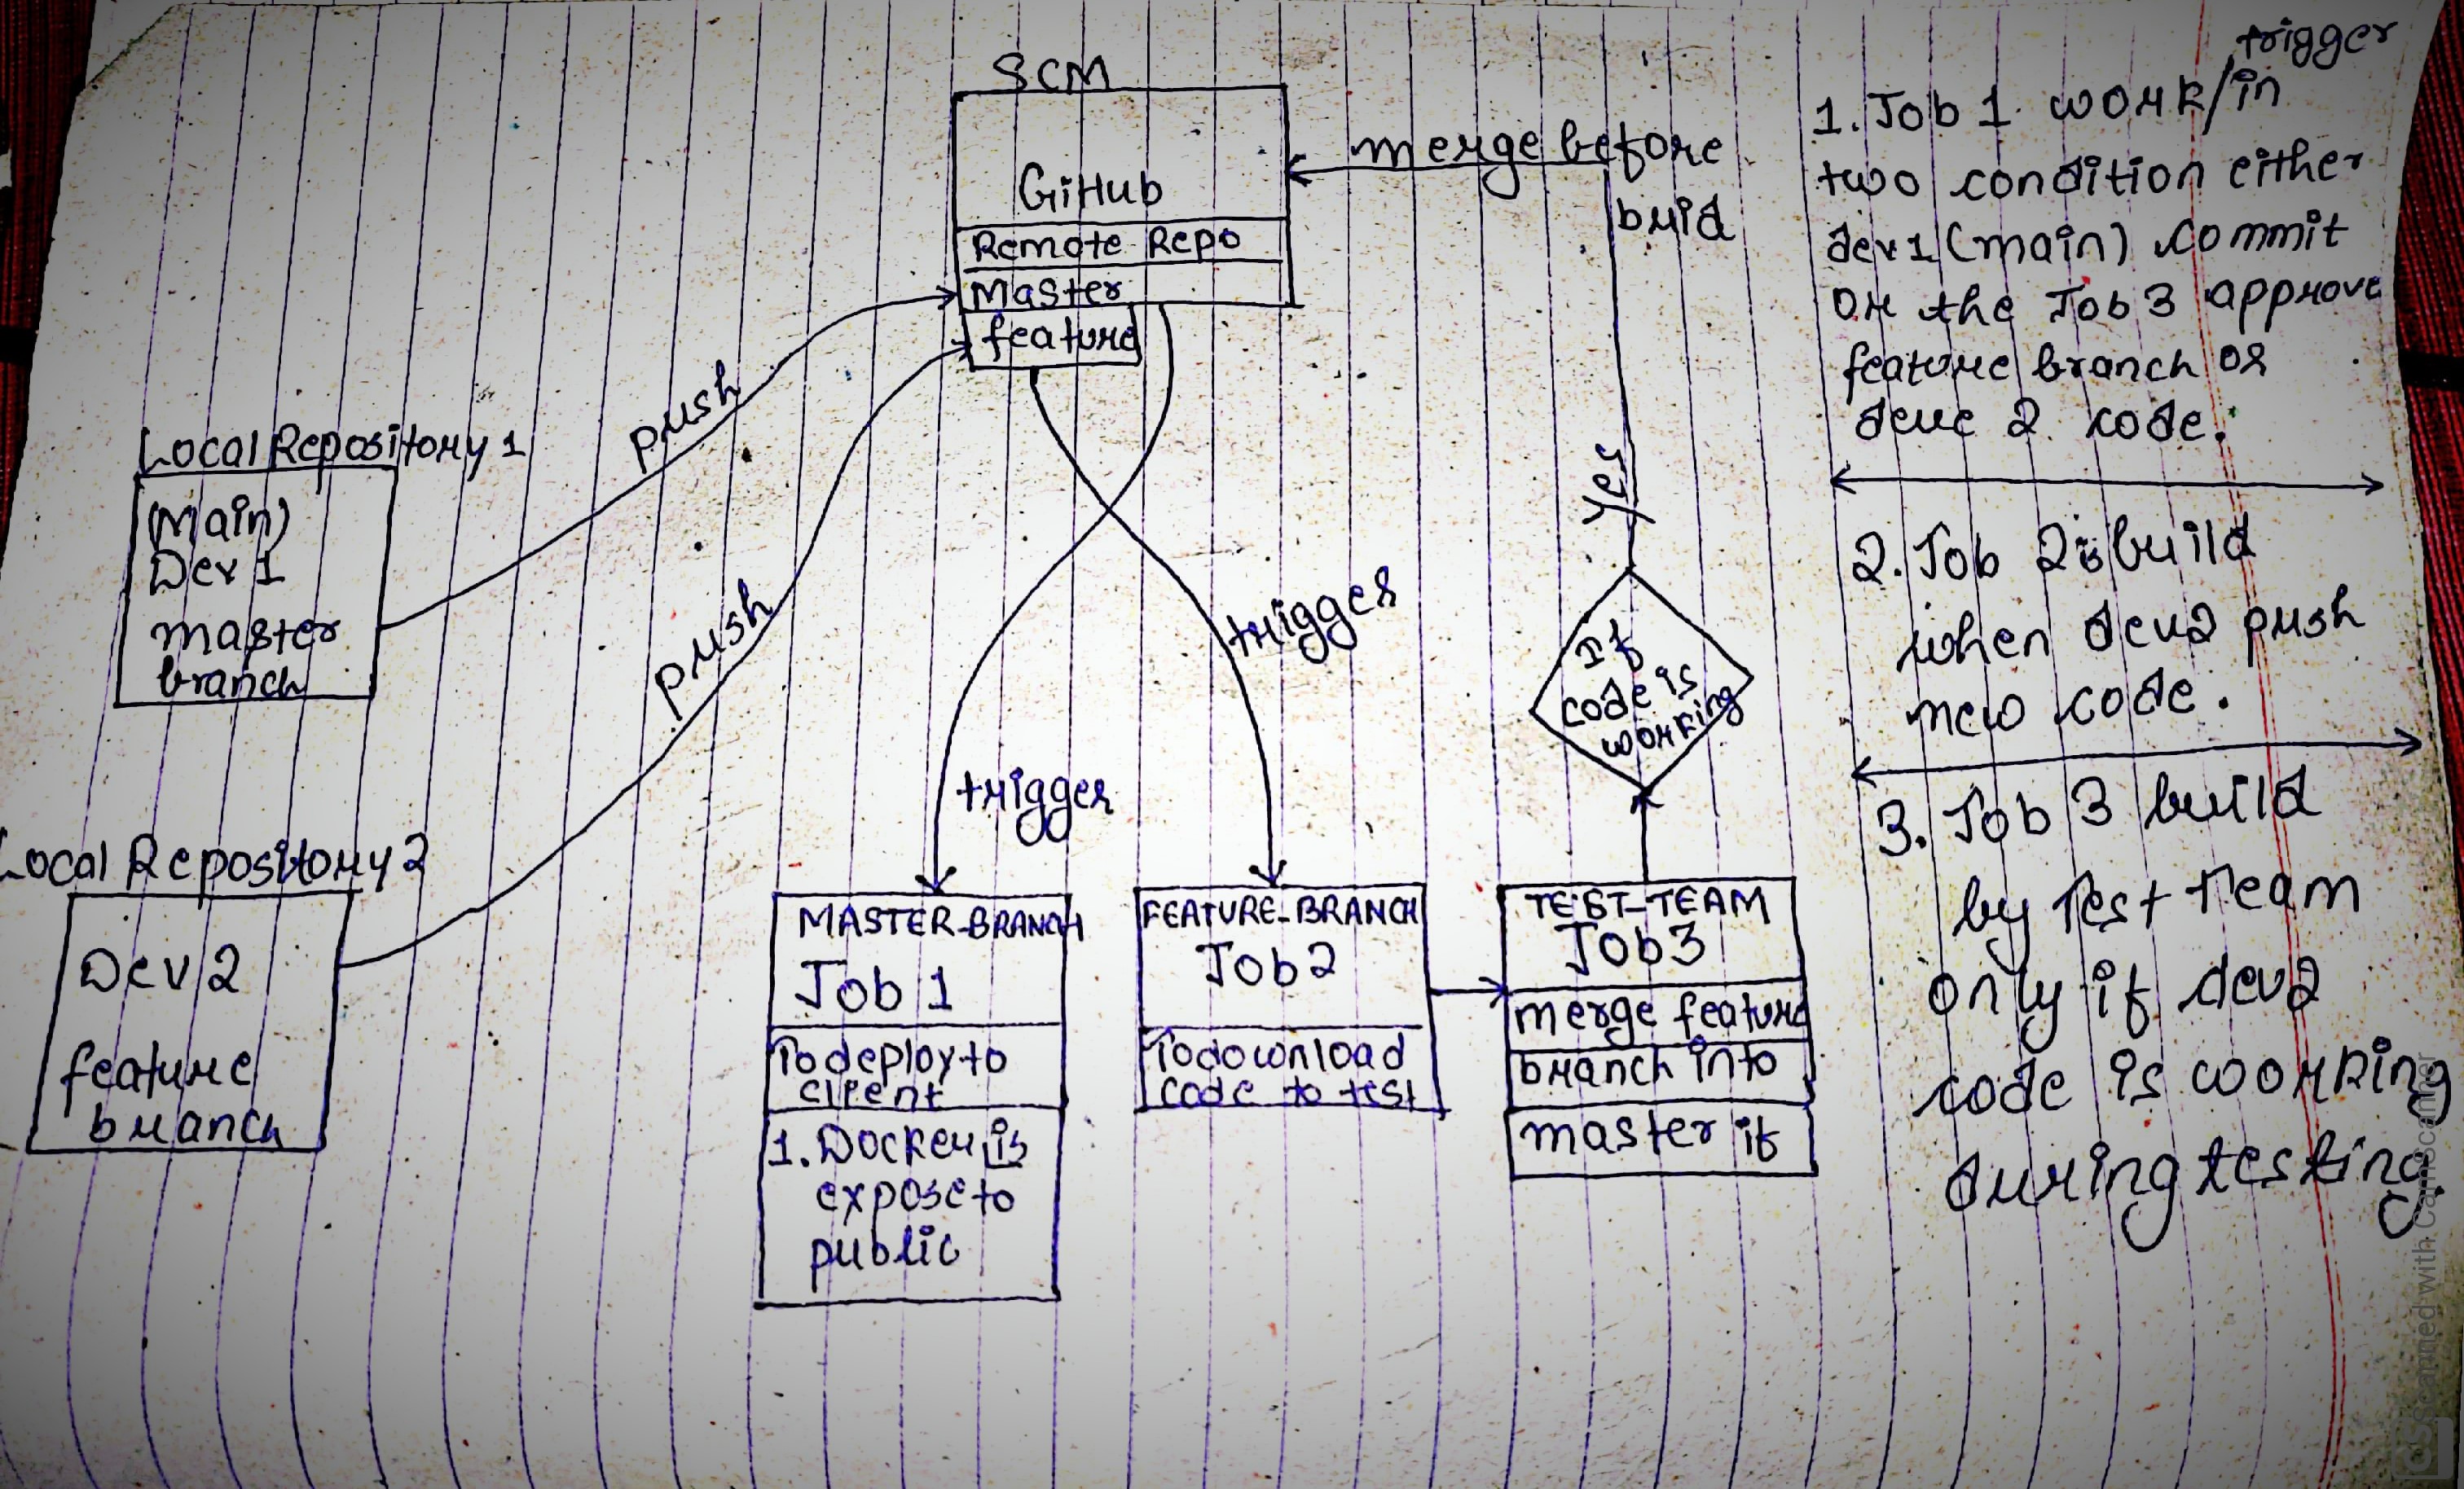 SCM
GitHub
Remote Repo
Master
feature
merge before
build
push
push
Local Repository 1
(Main)
Dev 1
master
branch
Local Repository 2
Dev 2
feature
branch
trigger
trigger
Yes
If
code is
working
MASTER-BRANCH
Job 1
To deploy to
client
1. Docker is
expose to
public
FEATURE-BRANCH
Job 2
To download
code to test
TEST-TEAM
Job 3
merge feature
branch into
master if
trigger
1. Job 1 work/in
two condition either
dev1 (main) commit
or the Job 3 approve
feature branch or
deve 2 code.
2. Job 2 is build
when dev2 push
new code.
3. Job 3 build
by Test Team
only if dev2
code is working
during testing.
Scanned with CamScanner
CS